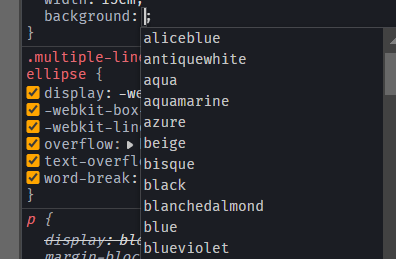 width: 15cm;
background: ;
}
.multiple-lin
ellipse {
display: -we
-webkit-box
-webkit-lin
overflow:
text-overfl
word-break:
}
p {
display: blo
margin-bloc
aliceblue
antiquewhite
aqua
aquamarine
azure
beige
bisque
black
blanchedalmond
blue
blueviolet